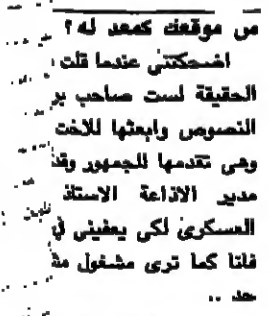 من موقعك كمعد له ؟
اضحكتني عندما قلت
الحقيقة لست صاحب بر
النصوص وابعثها للاخت
وهي تقدمها للجمهور وقد
مدير الاذاعة الاستاذ
العسكري لكي يعفيني
فانا كما ترى مشغول
حد ..